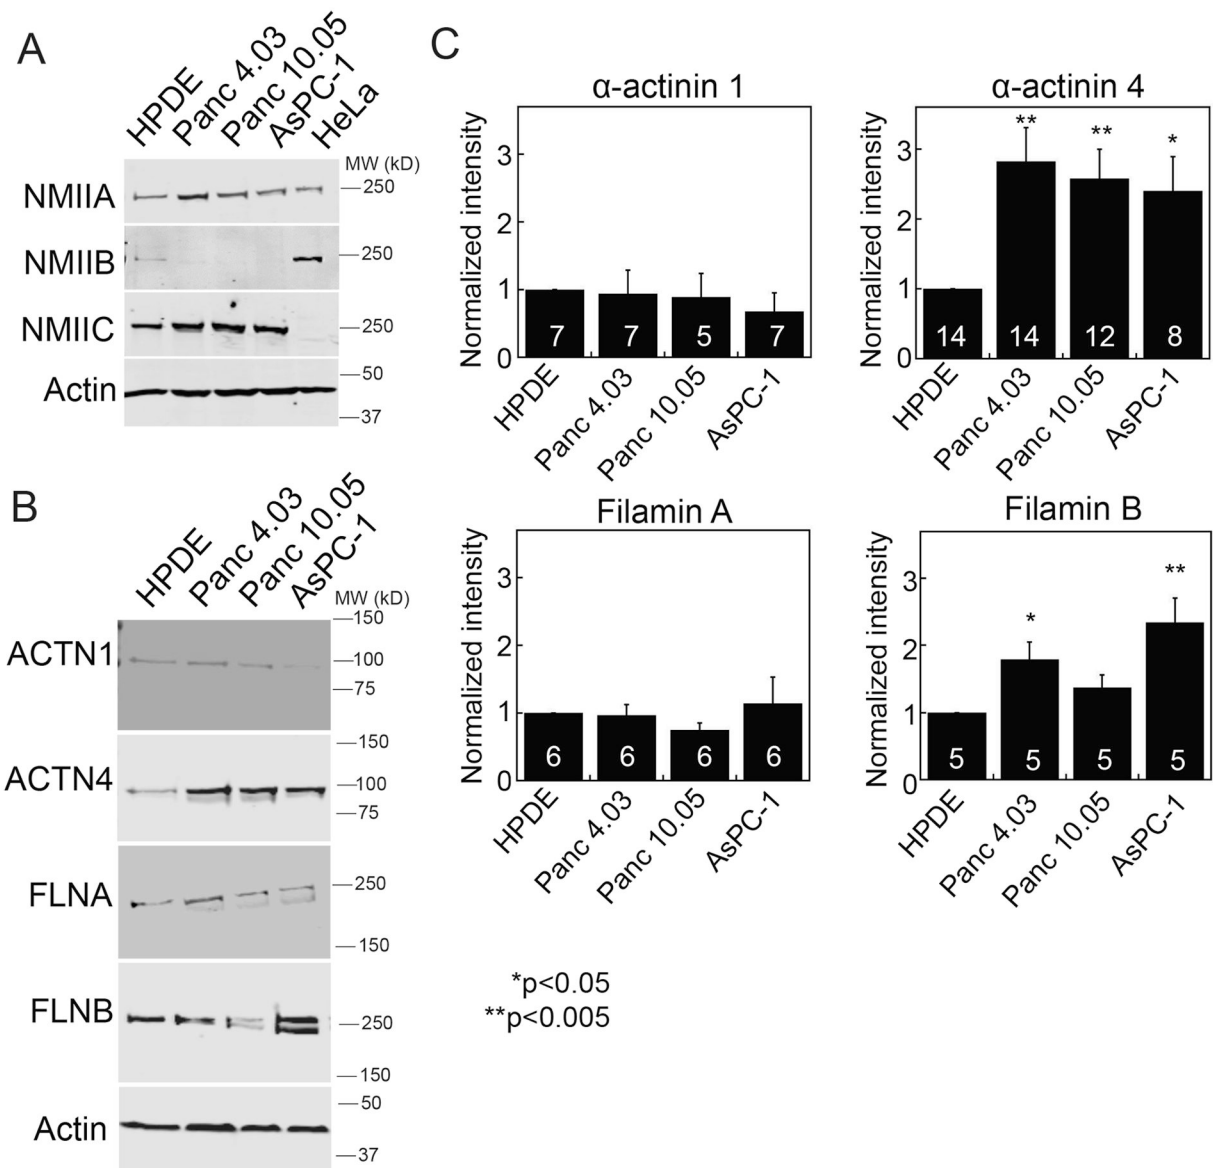 A
HPDE
Panc 4.03
Panc 10.05
AsPC-1
HeLa
MW (kD)
NMIIA
250
NMIIB
250
NMIIC
250
Actin
50
37
B
HPDE
Panc 4.03
Panc 10.05
AsPC-1
MW (kD)
ACTN1
150
100
75
ACTN4
150
100
75
FLNA
250
150
FLNB
250
150
Actin
50
37
C
α-actinin 1
Normalized intensity
3
2
1
0
7
7
5
7
HPDE
Panc 4.03
Panc 10.05
AsPC-1
α-actinin 4
Normalized intensity
3
2
1
0
** ** *
14
14
12
8
HPDE
Panc 4.03
Panc 10.05
AsPC-1
Filamin A
Normalized intensity
3
2
1
0
6
6
6
6
HPDE
Panc 4.03
Panc 10.05
AsPC-1
Filamin B
Normalized intensity
3
2
1
0
* **
5
5
5
5
HPDE
Panc 4.03
Panc 10.05
AsPC-1
*p<0.05
**p<0.005